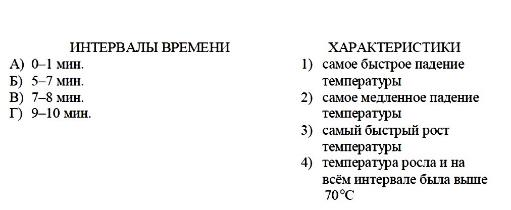 ИНТЕРВАЛЫ ВРЕМЕНИ
А) 0–1 мин.
Б) 5–7 мин.
В) 7–8 мин.
Г) 9–10 мин.
ХАРАКТЕРИСТИКИ
1) самое быстрое падение
температуры
2) самое медленное падение
температуры
3) самый быстрый рост
температуры
4) температура росла и на
всём интервале была выше
70°С